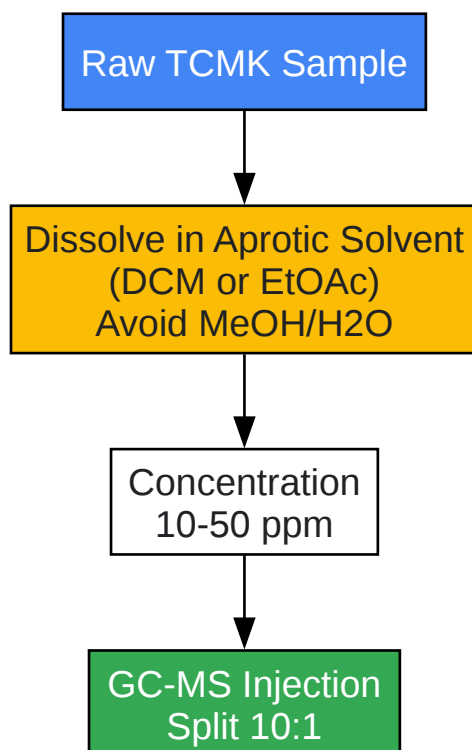 Raw TCMK Sample
Dissolve in Aprotic Solvent
(DCM or EtOAc)
Avoid MeOH/H2O
Concentration
10-50 ppm
GC-MS Injection
Split 10:1